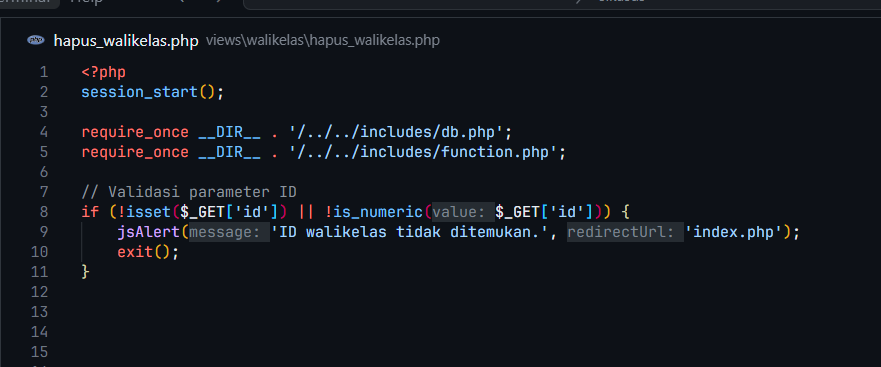 Help
hapus_walikelas.php views\walikelas\hapus_walikelas.php
1 <?php
2 session_start();
3
4 require_once __DIR__ . '/../../includes/db.php';
5 require_once __DIR__ . '/../../includes/function.php';
6
7 // Validasi parameter ID
8 if (!isset($_GET['id']) || !is_numeric(value: $_GET['id'])) {
9 jsAlert(message: 'ID walikelas tidak ditemukan.', redirectUrl: 'index.php');
10 exit();
11 }
12
13
14
15